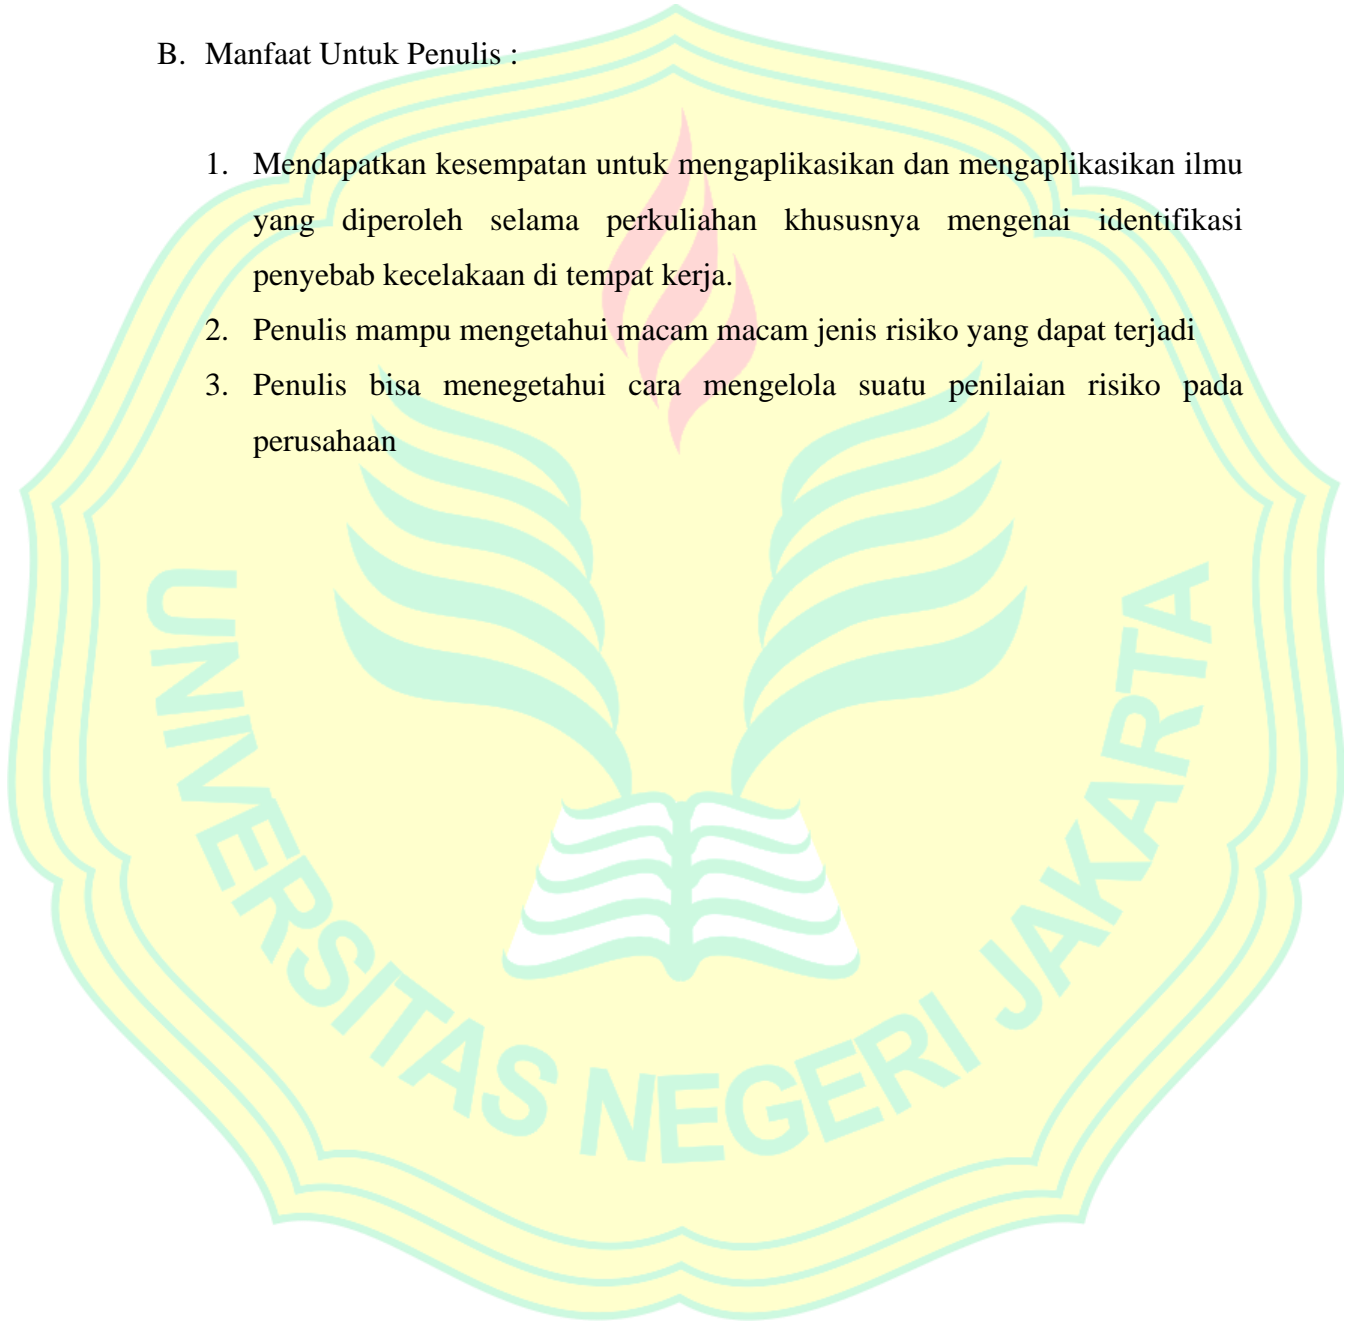 B. Manfaat Untuk Penulis :
1. Mendapatkan kesempatan untuk mengaplikasikan dan mengaplikasikan ilmu
yang diperoleh selama perkuliahan khususnya mengenai identifikasi
penyebab kecelakaan di tempat kerja.
2. Penulis mampu mengetahui macam macam jenis risiko yang dapat terjadi
3. Penulis bisa menegetahui cara mengelola suatu penilaian risiko pada
perusahaan
UNIVERSITAS NEGERI JAKARTA